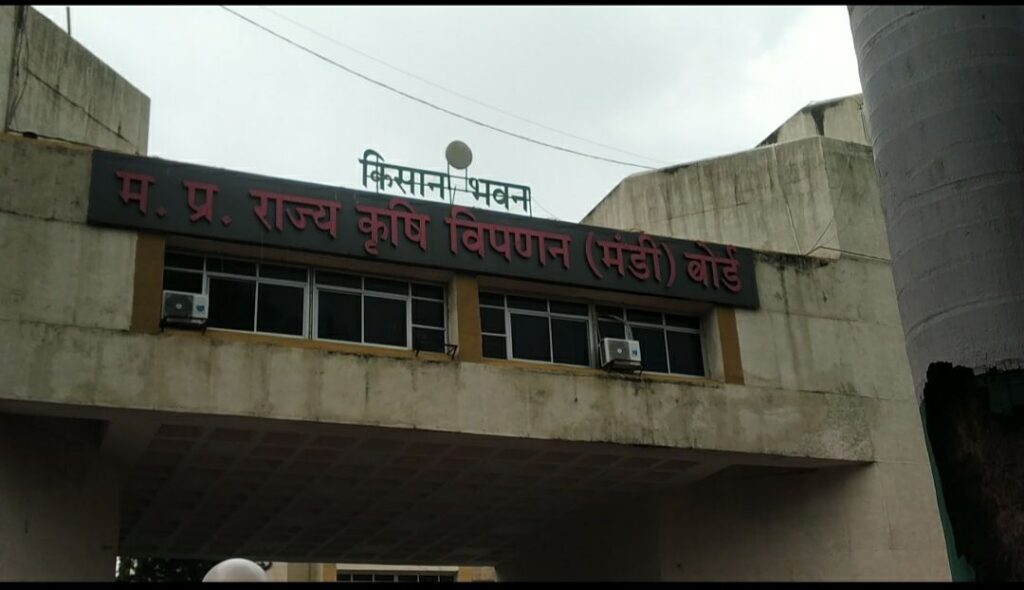 किसान भवन
म. प्र. राज्य कृषि विपणन (मंडी) बोर्ड